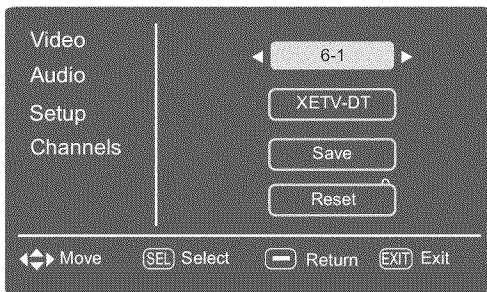 Video
Audio
Setup
Channels
6-1
XETV-DT
Save
Reset
Move SEL Select Return EXIT Exit